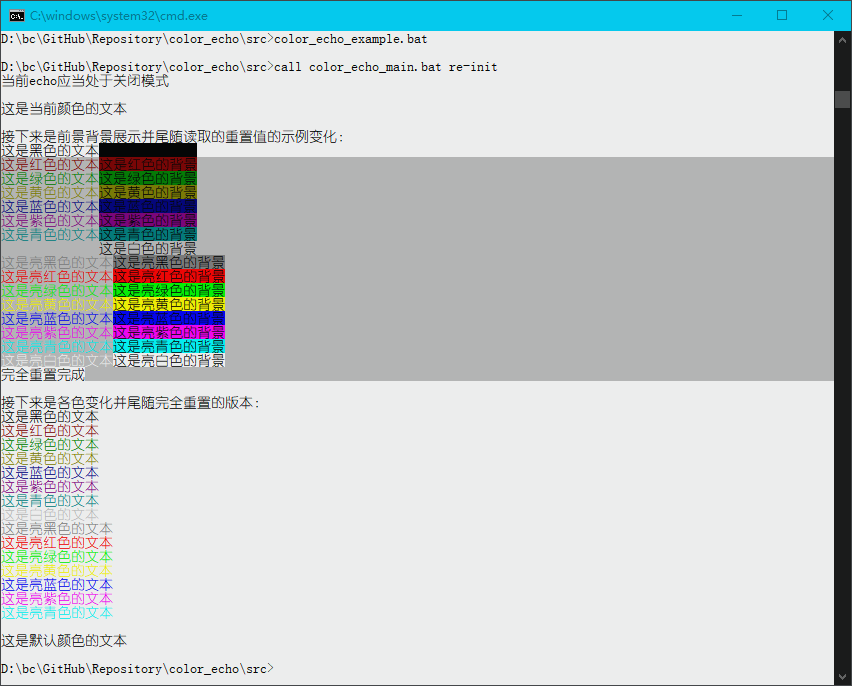 C:\windows\system32\cmd.exe
D:\bc\GitHub\Repository\color_echo\src>color_echo_example.bat
D:\bc\GitHub\Repository\color_echo\src>call color_echo_main.bat re-init
当前echo应当处于关闭模式
这是当前颜色的文本
接下来是前景背景展示并尾随读取的重置值的示例变化:
这是黑色的文本
这是红色的文本这是红色的背景
这是绿色的文本这是绿色的背景
这是黄色的文本这是黄色的背景
这是蓝色的文本这是蓝色的背景
这是紫色的文本这是紫色的背景
这是青色的文本这是青色的背景
这是白色的背景
这是亮黑色的文本这是亮黑色的背景
这是亮红色的文本这是亮红色的背景
这是亮绿色的文本这是亮绿色的背景
这是亮黄色的文本这是亮黄色的背景
这是亮蓝色的文本这是亮蓝色的背景
这是亮紫色的文本这是亮紫色的背景
这是亮青色的文本这是亮青色的背景
这是亮白色的文本这是亮白色的背景
完全重置完成
接下来是各色变化并尾随完全重置的版本:
这是黑色的文本
这是红色的文本
这是绿色的文本
这是黄色的文本
这是蓝色的文本
这是紫色的文本
这是青色的文本
这是白色的文本
这是亮黑色的文本
这是亮红色的文本
这是亮绿色的文本
这是亮黄色的文本
这是亮蓝色的文本
这是亮紫色的文本
这是亮青色的文本
这是默认颜色的文本
D:\bc\GitHub\Repository\color_echo\src>